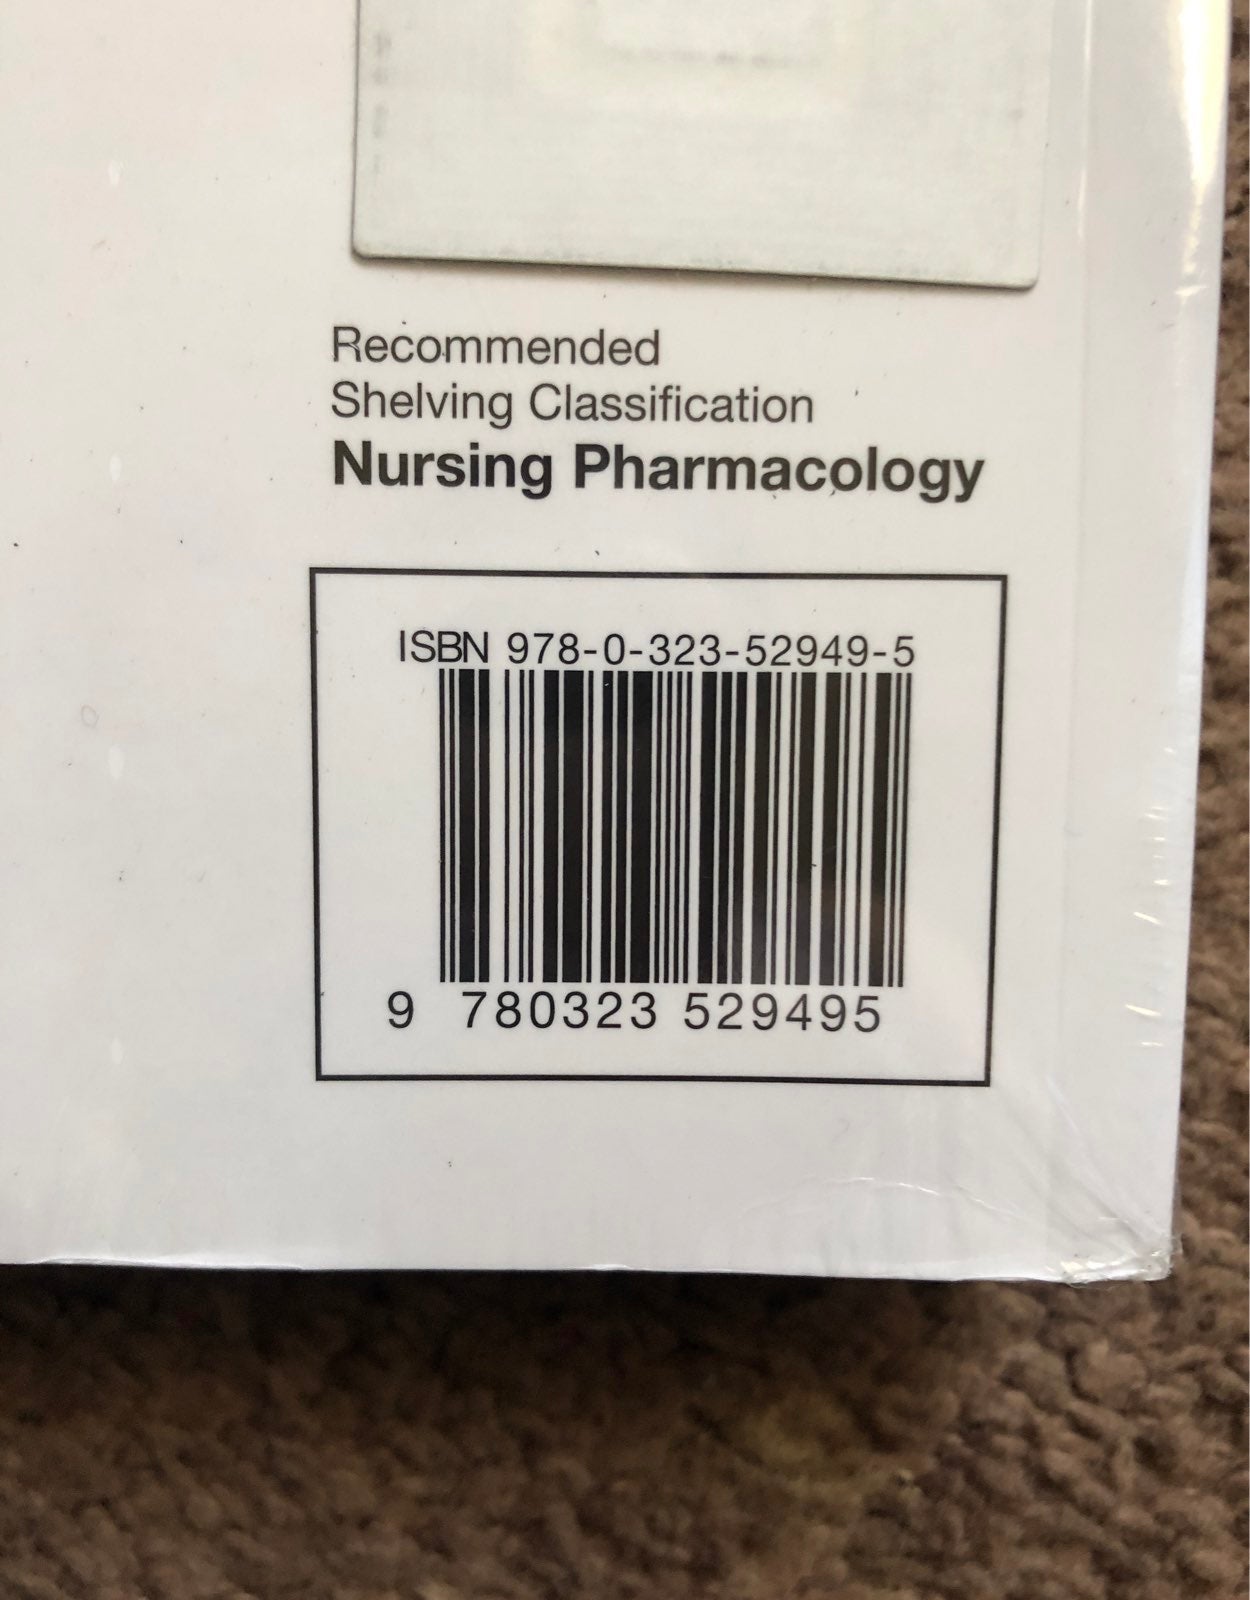 Recommended
Shelving Classification
Nursing Pharmacology
ISBN 978-0-323-52949-5
9 780323 529495